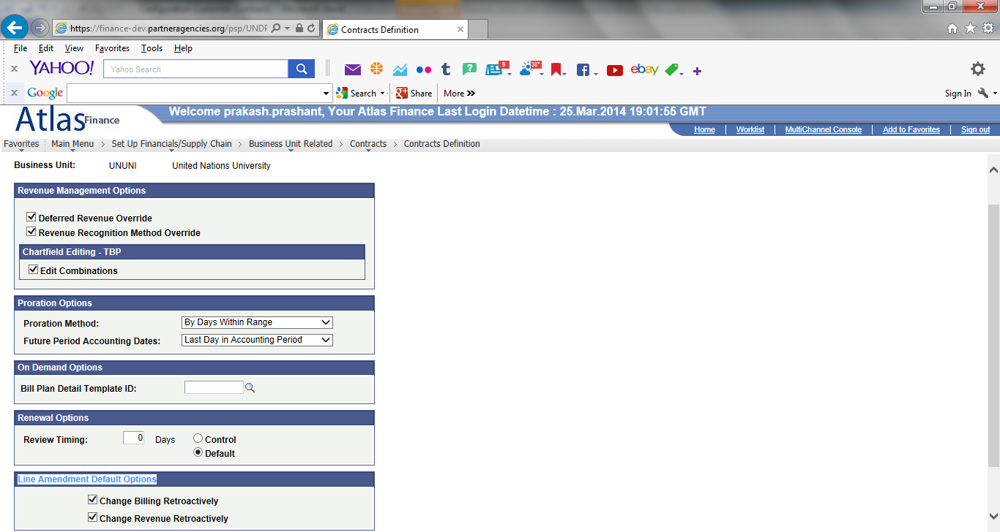 https://finance-dev.partneragencies.org/psp/UNDP
Contracts Definition
File Edit View Favorites Tools Help
YAHOO! Yahoo Search 9 38° ebay
Google Search Share More Sign In
Atlas Finance
Welcome prakash.prashant, Your Atlas Finance Last Login Datetime : 25.Mar.2014 19:01:55 GMT
Home Worklist MultiChannel Console Add to Favorites Sign out
Favorites Main Menu > Set Up Financials/Supply Chain > Business Unit Related > Contracts > Contracts Definition
Business Unit: UNUNI United Nations University
Revenue Management Options
Deferred Revenue Override
Revenue Recognition Method Override
Chartfield Editing - TBP
Edit Combinations
Proration Options
Proration Method: By Days Within Range
Future Period Accounting Dates: Last Day in Accounting Period
On Demand Options
Bill Plan Detail Template ID:
Renewal Options
Review Timing: 0 Days Control
Default
Line Amendment Default Options
Change Billing Retroactively
Change Revenue Retroactively